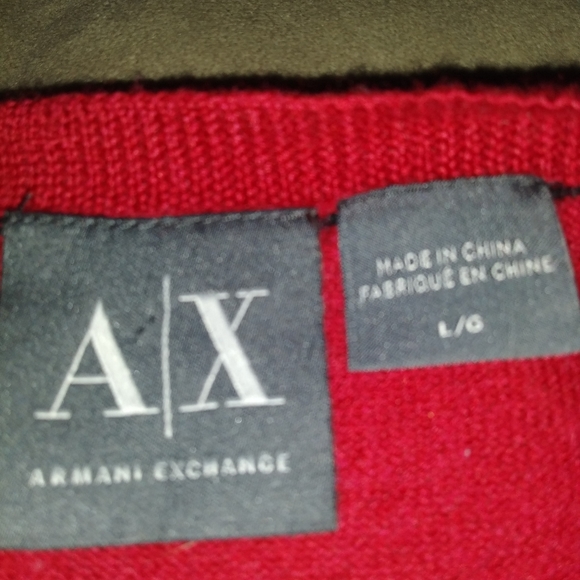 A|X
ARMANI EXCHANGE
MADE IN CHINA
FABRIQUÉ EN CHINE
L/G